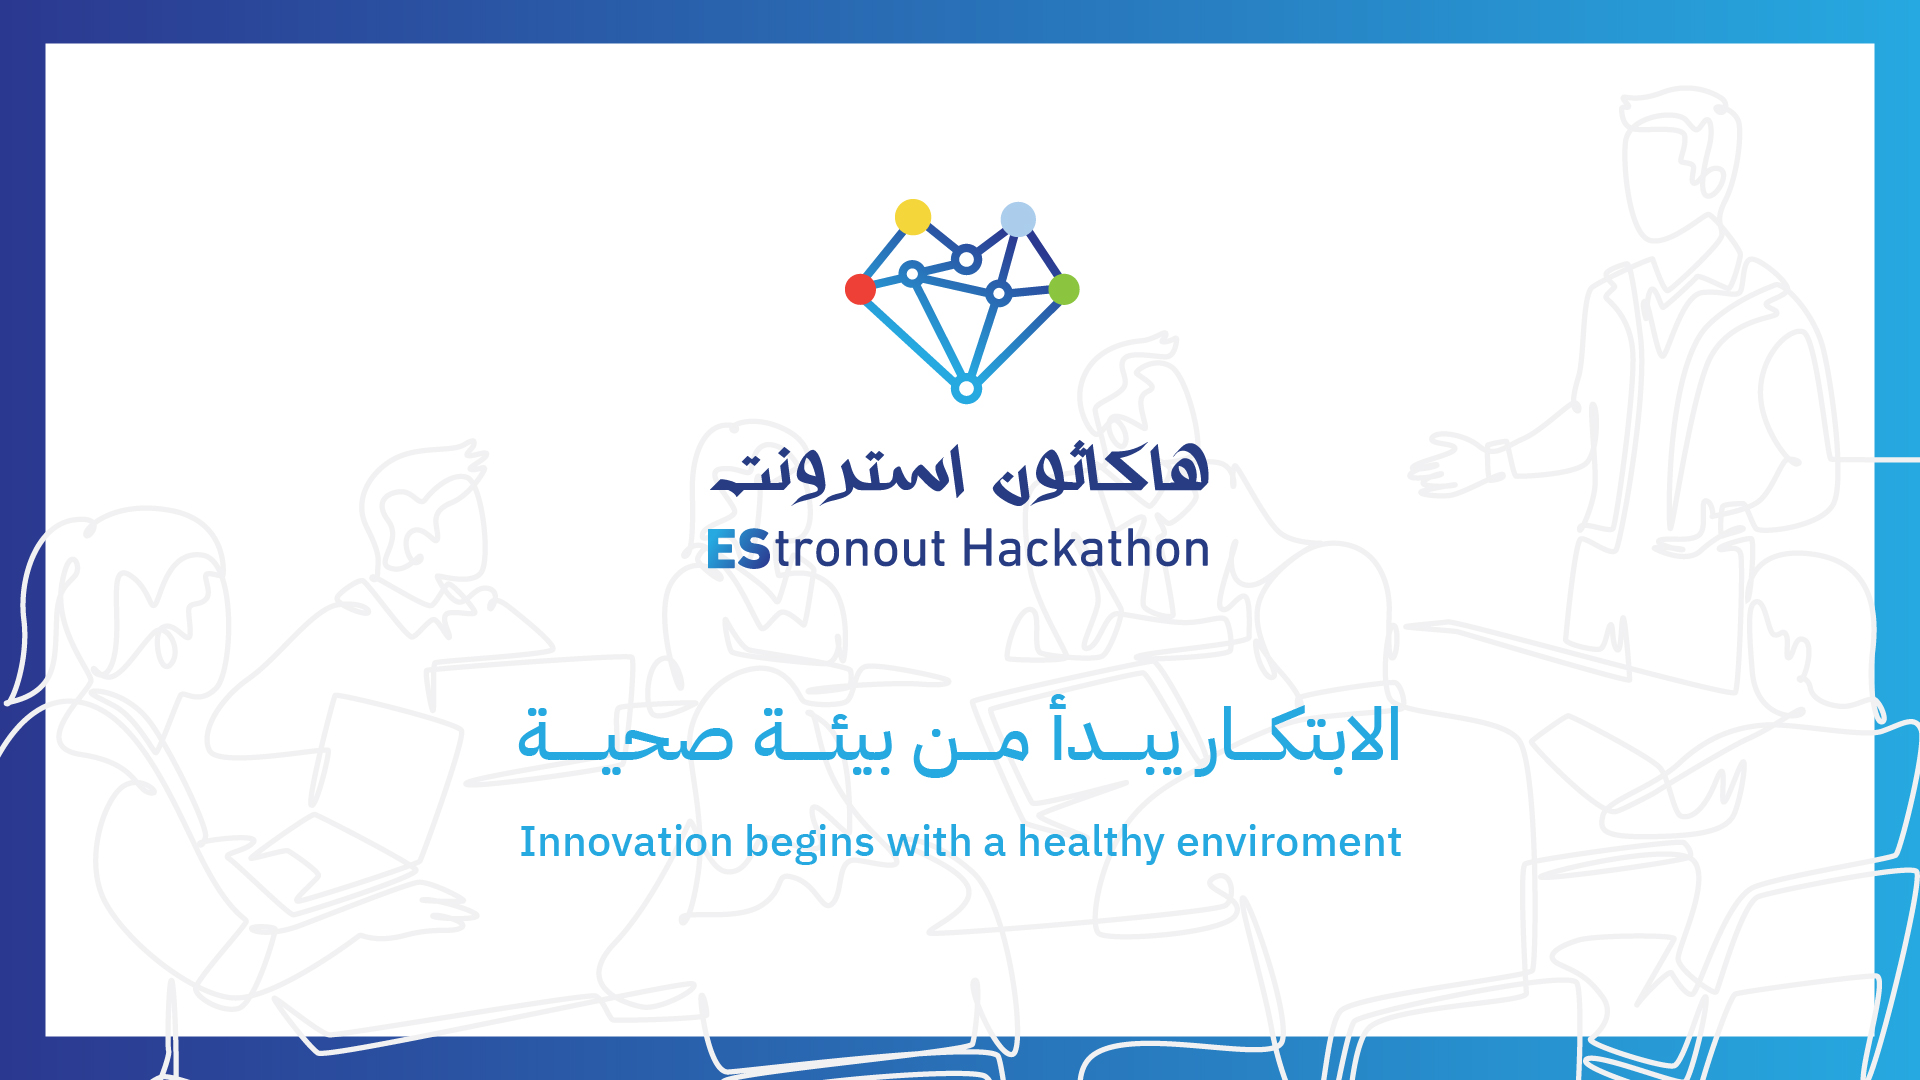 هاكاثون استرونت
EStronout Hackathon
الابتكار يبدأ من بيئة صحية
Innovation begins with a healthy enviroment